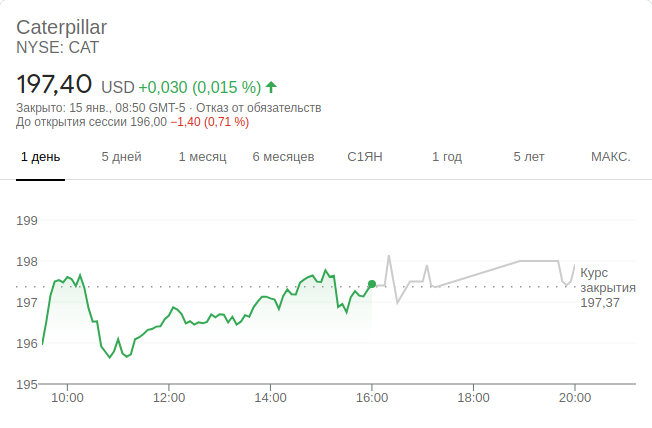 Caterpillar
NYSE: CAT
197,40 USD +0,030 (0,015 %)
Закрыто: 15 янв., 08:50 GMT-5 · Отказ от обязательств
До открытия сессии 196,00 −1,40 (0,71 %)
1 день 5 дней 1 месяц 6 месяцев С1ЯН 1 год 5 лет МАКС.
199
198
197
196
195
Курс
закрытия
197,37
10:00 12:00 14:00 16:00 18:00 20:00